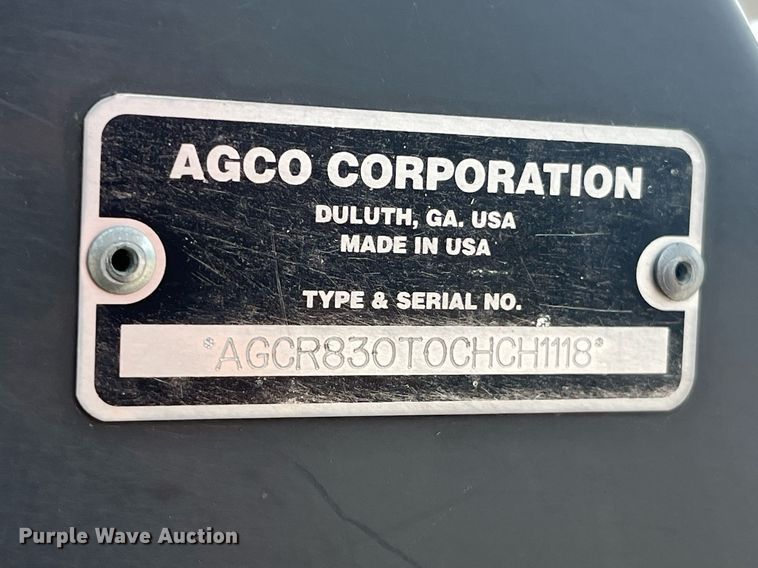 AGCO CORPORATION
DULUTH, GA. USA
MADE IN USA
TYPE & SERIAL NO.
*AGCR830TOCHCH1118*
Purple Wave Auction